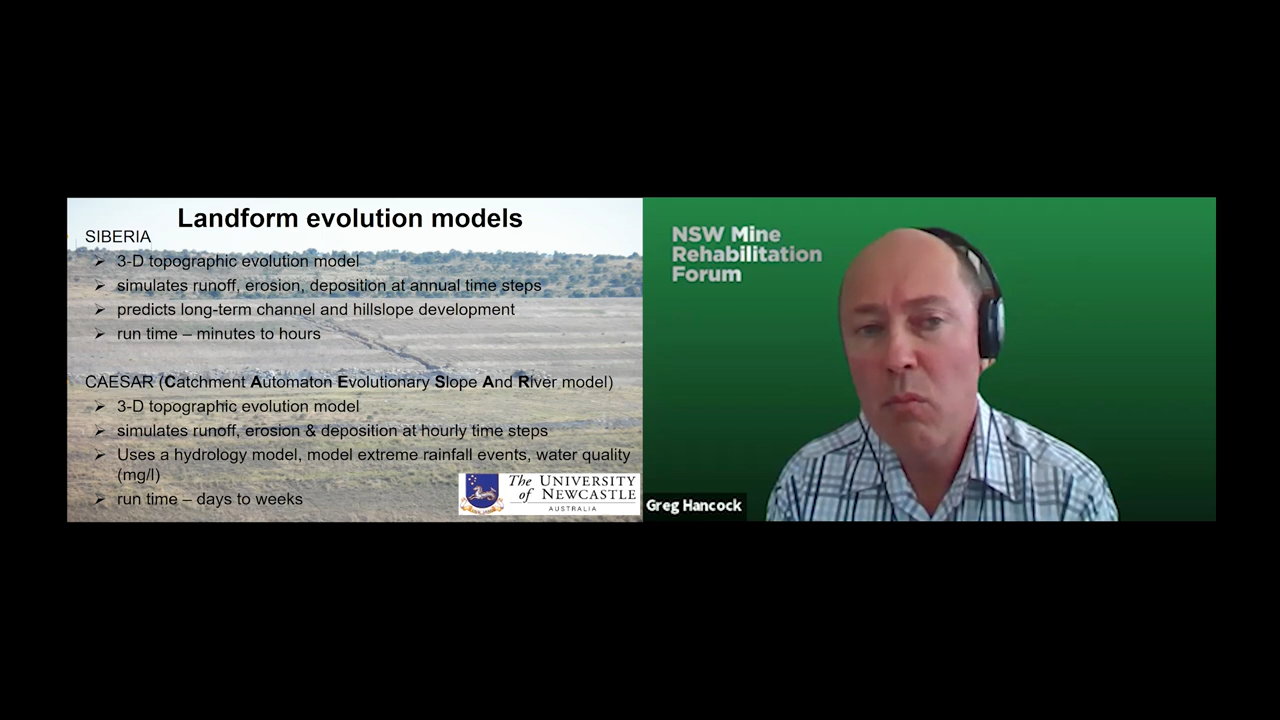 Landform evolution models
SIBERIA
➢ 3-D topographic evolution model
➢ simulates runoff, erosion, deposition at annual time steps
➢ predicts long-term channel and hillslope development
➢ run time – minutes to hours
CAESAR (Catchment Automaton Evolutionary Slope And River model)
➢ 3-D topographic evolution model
➢ simulates runoff, erosion & deposition at hourly time steps
➢ Uses a hydrology model, model extreme rainfall events, water quality
(mg/l)
➢ run time – days to weeks
The UNIVERSITY
of NEWCASTLE
AUSTRALIA
NSW Mine
Rehabilitation
Forum
Greg Hancock